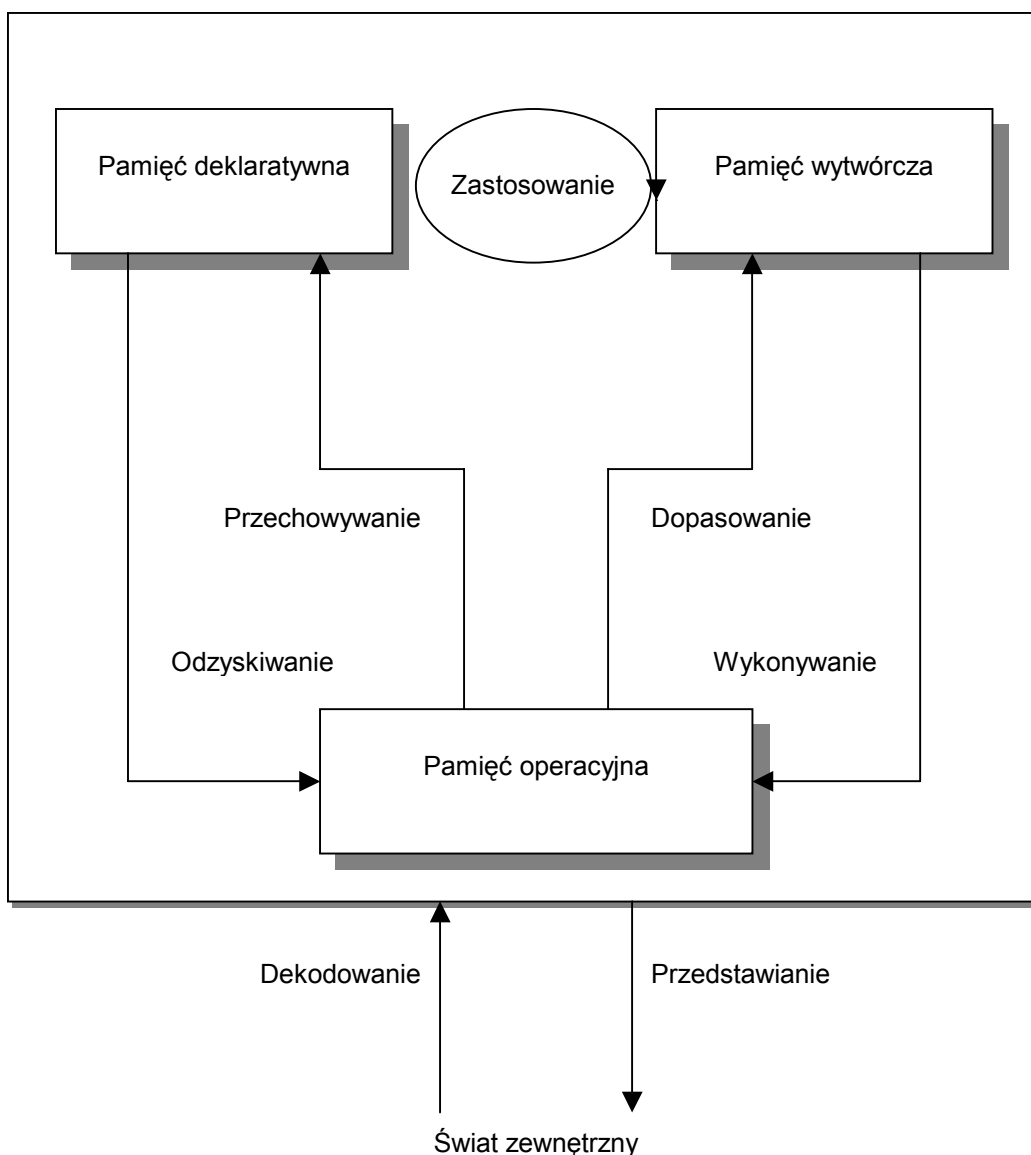 Pamięć deklaratywna
Zastosowanie
Pamięć wytwórcza
Przechowywanie
Dopasowanie
Odzyskiwanie
Wykonywanie
Pamięć operacyjna
Dekodowanie
Przedstawianie
Świat zewnętrzny